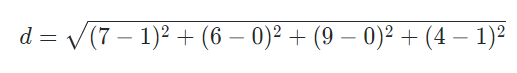 d = √(7 − 1)² + (6 − 0)² + (9 − 0)² + (4 − 1)²